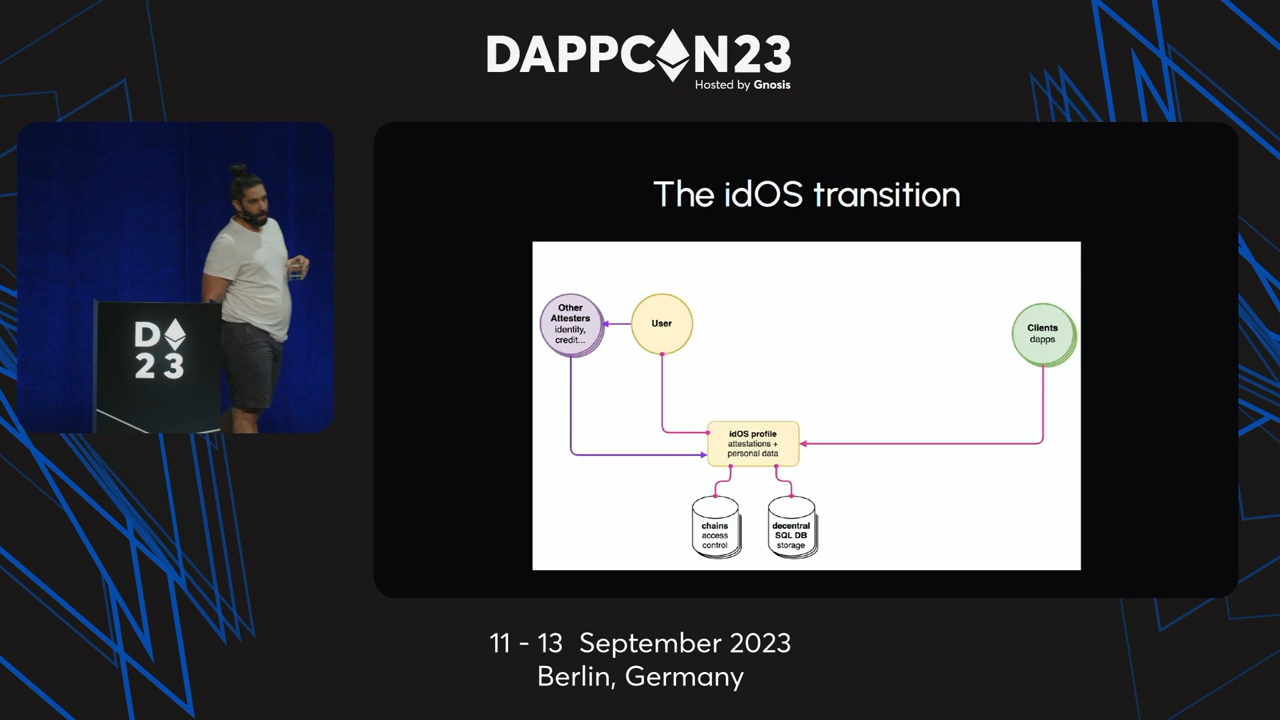 DAPPCON23
Hosted by Gnosis
D
23
The idOS transition
Other
Attesters
identity,
credit...
User
Clients
dapps
idOS profile
attestations +
personal data
chains
access
control
decentral
SQL DB
storage
11 - 13 September 2023
Berlin, Germany